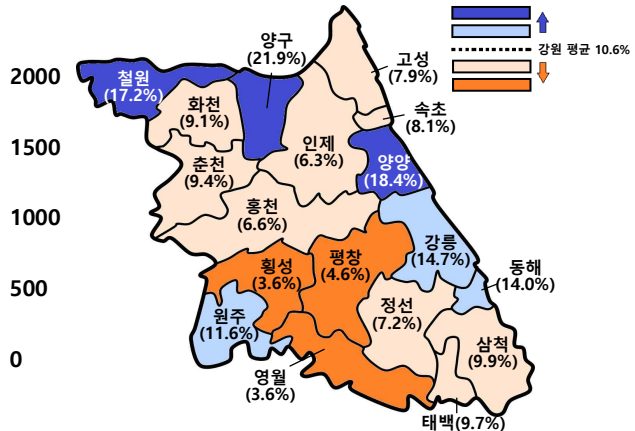 강원 평균 10.6%
2000
1500
1000
500
0
철원
(17.2%)
양구
(21.9%)
고성
(7.9%)
화천
(9.1%)
속초
(8.1%)
인제
(6.3%)
춘천
(9.4%)
양양
(18.4%)
홍천
(6.6%)
강릉
(14.7%)
평창
(4.6%)
횡성
(3.6%)
동해
(14.0%)
정선
(7.2%)
원주
(11.6%)
삼척
(9.9%)
영월
(3.6%)
태백(9.7%)